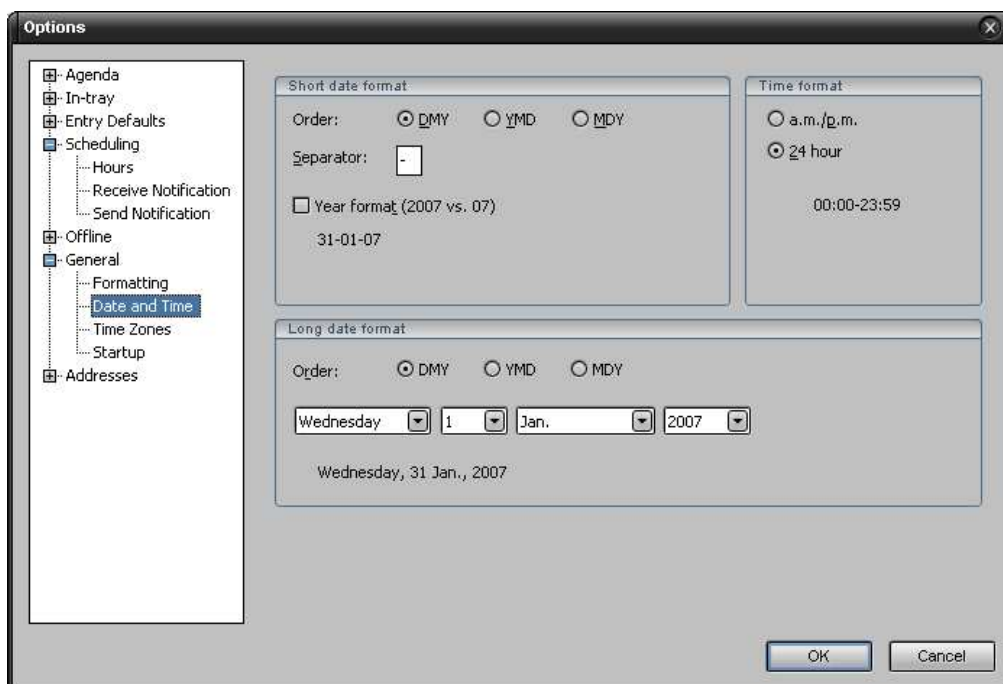 Options
Agenda
In-tray
Entry Defaults
Scheduling
Hours
Receive Notification
Send Notification
Offline
General
Formatting
Date and Time
Time Zones
Startup
Addresses
Short date format
Order: DMY YMD MDY
Separator: -
Year format (2007 vs. 07)
31-01-07
Time format
a.m./p.m.
24 hour
00:00-23:59
Long date format
Order: DMY YMD MDY
Wednesday 1 Jan. 2007
Wednesday, 31 Jan., 2007
OK Cancel